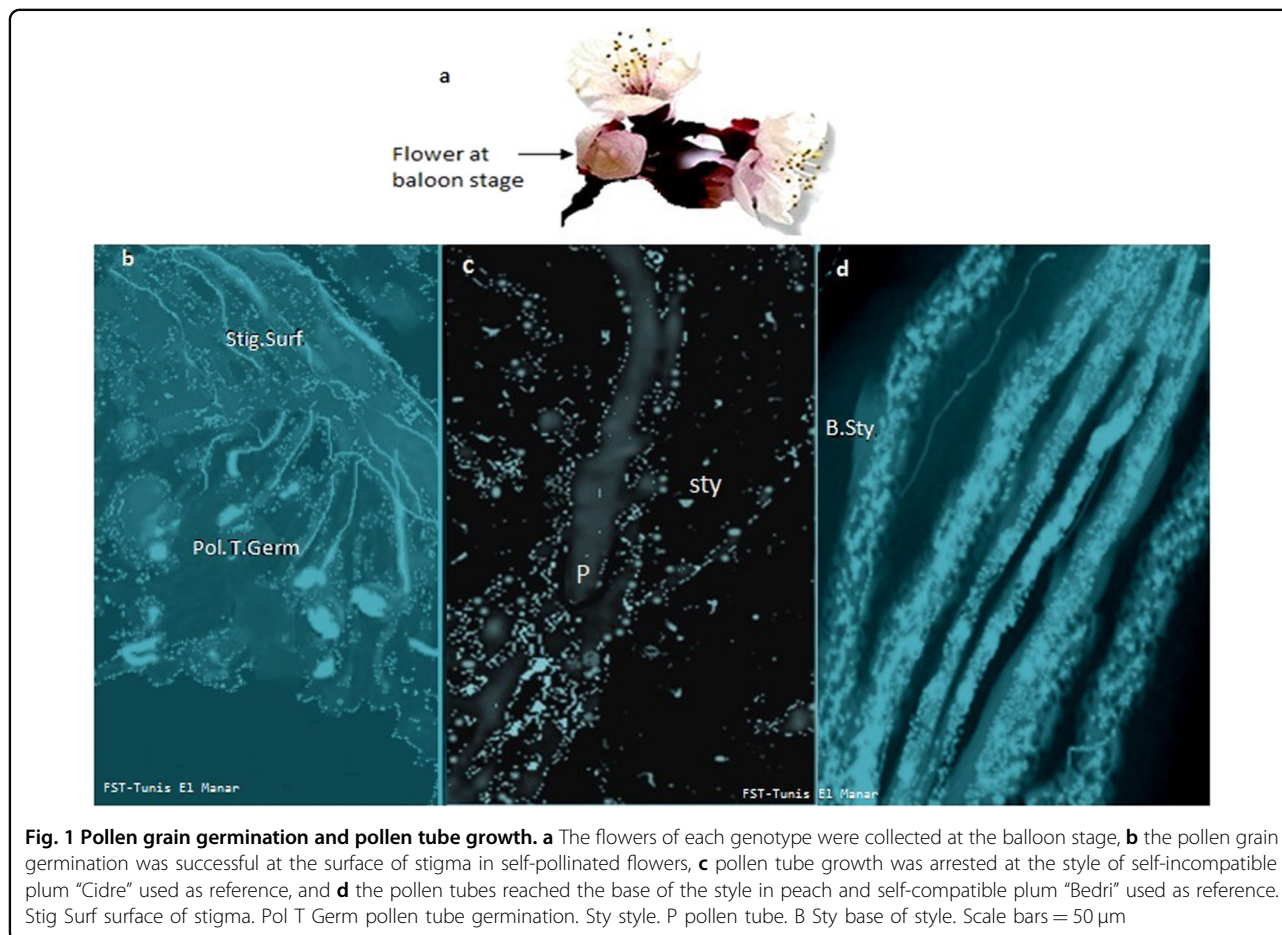 a
Flower at
baloon stage
b
Stig.Surf
Pol.T.Germ
FST-Tunis El Manar
c
sty
P
FST-Tunis El Manar
d
B.Sty
Fig. 1 Pollen grain germination and pollen tube growth. a The flowers of each genotype were collected at the balloon stage, b the pollen grain
germination was successful at the surface of stigma in self-pollinated flowers, c pollen tube growth was arrested at the style of self-incompatible
plum “Cidre” used as reference, and d the pollen tubes reached the base of the style in peach and self-compatible plum “Bedri” used as reference.
Stig Surf surface of stigma. Pol T Germ pollen tube germination. Sty style. P pollen tube. B Sty base of style. Scale bars = 50 μm